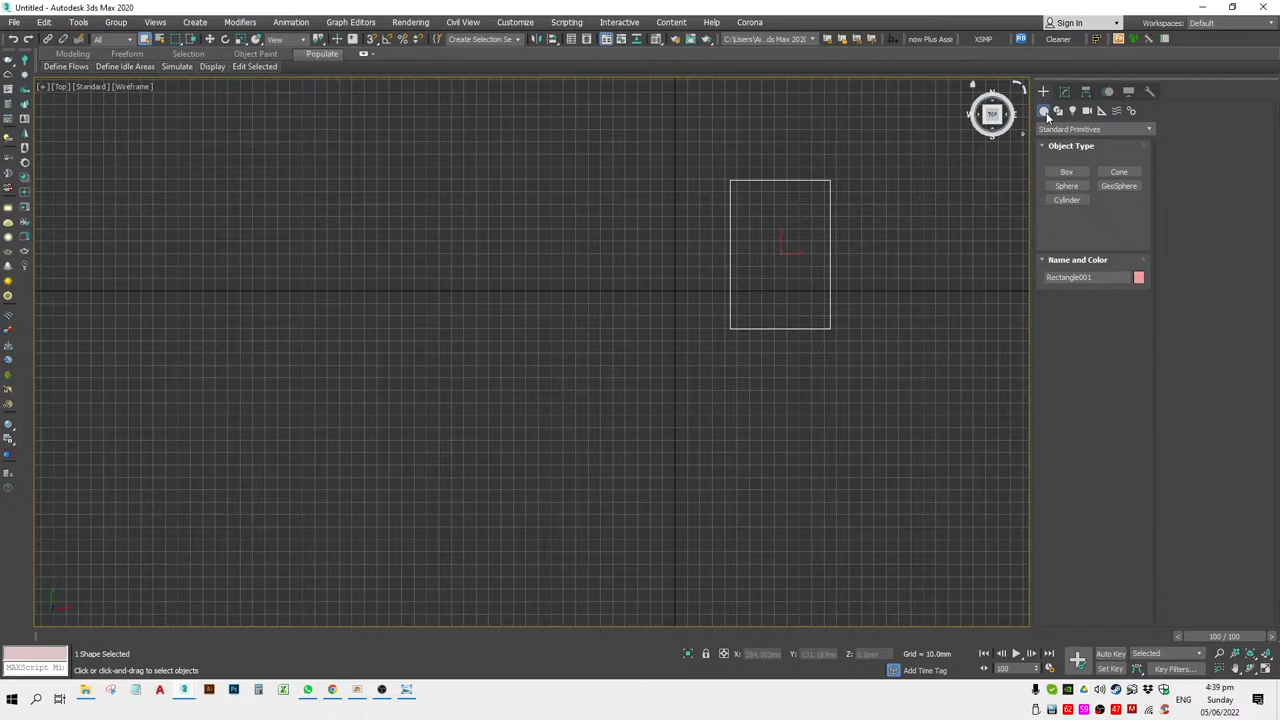 Untitled - Autodesk 3ds Max 2020
File Edit Tools Group Views Create Modifiers Animation Graph Editors Rendering Civil View Customize Scripting Interactive Content Help Corona
Sign In
Workspaces: Default
All
View
Create Selection Se
C:\Users\Ai...ds Max 2020
now Plus Assis
XSMP
Cleaner
Modeling Freeform Selection Object Paint Populate
Define Flows Define Idle Areas Simulate Display Edit Selected
[+] [Top] [Standard] [Wireframe]
N
TOP
S
Standard Primitives
Object Type
Box Cone
Sphere GeoSphere
Cylinder
Name and Color
Rectangle001
100 / 100
1 Shape Selected
MAXScript Mi
Click or click-and-drag to select objects
Grid = 10.0mm
Add Time Tag
100
Auto Key
Selected
Set Key
Key Filters...
ENG
4:39 pm
Sunday
05/06/2022